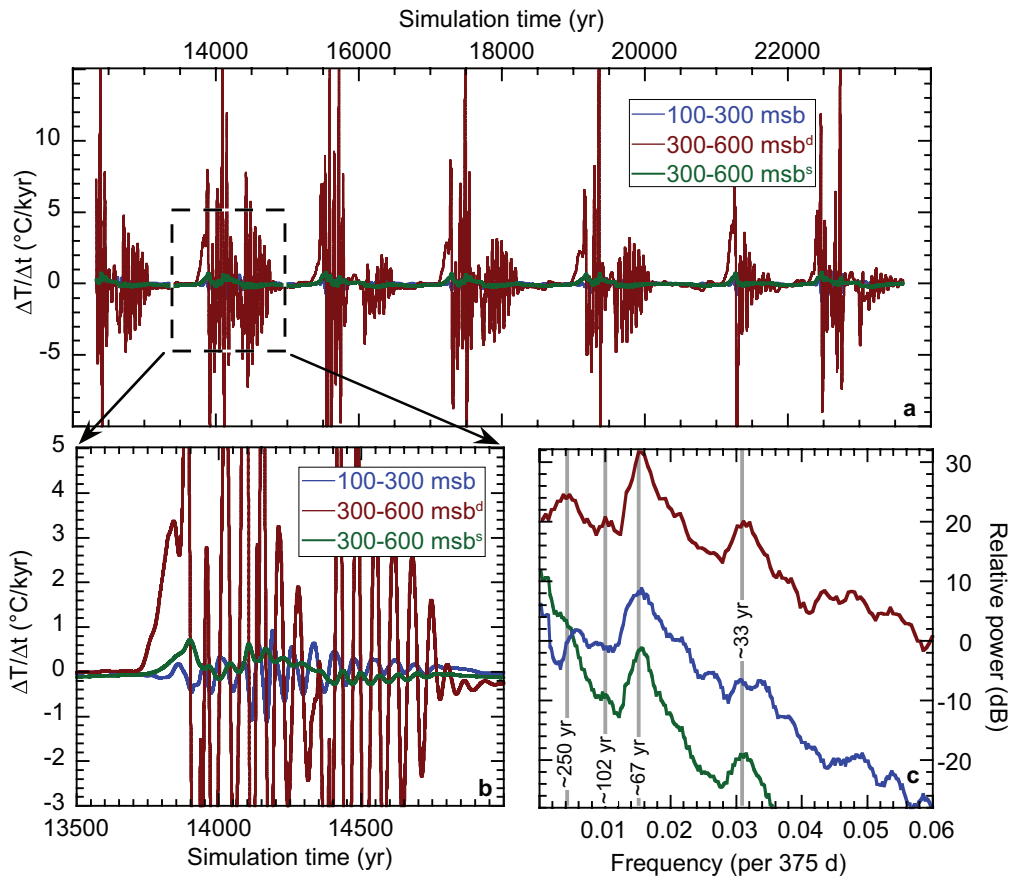 Simulation time (yr)
14000 16000 18000 20000 22000
ΔT/Δt (°C/kyr)
10
5
0
-5
100-300 msb
300-600 msbᵈ
300-600 msbˢ
a
ΔT/Δt (°C/kyr)
5
4
3
2
1
0
-1
-2
-3
100-300 msb
300-600 msbᵈ
300-600 msbˢ
b
13500 14000 14500
Simulation time (yr)
30
20
10
0
-10
-20
Relative power (dB)
~250 yr
~102 yr
~67 yr
~33 yr
c
0.01 0.02 0.03 0.04 0.05 0.06
Frequency (per 375 d)